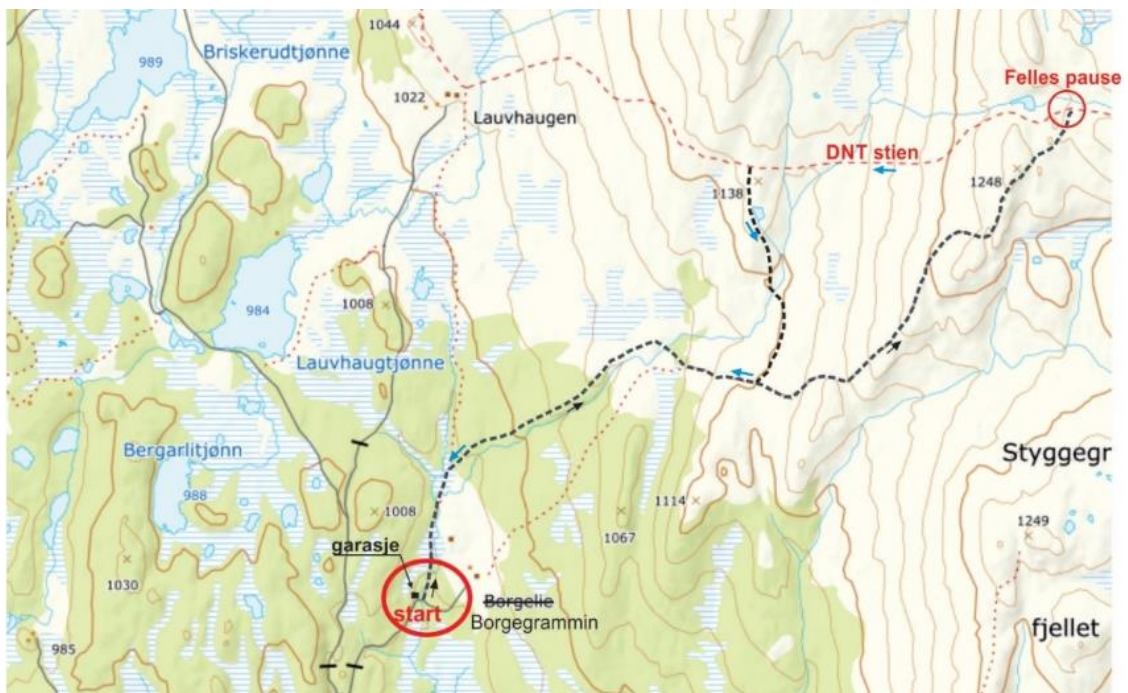 1044
Briskerudtjønne
989
1022
Lauvhaugen
Felles pause
DNT stien
1138
1248
984
1008
Lauvhaugtjønne
Bergarlitjønn
988
1008
1114
Styggegr
1067
1249
garasje
1030
start
Borgelie
Borgegrammin
fjellet
985